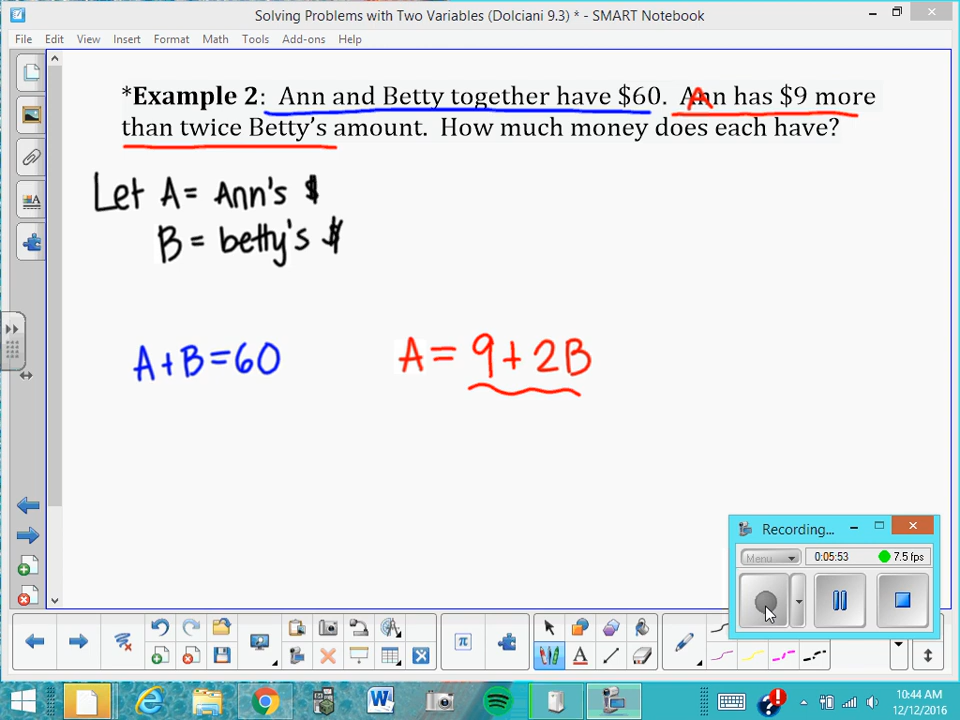 Solving Problems with Two Variables (Dolciani 9.3) * - SMART Notebook
File Edit View Insert Format Math Tools Add-ons Help
*Example 2: Ann and Betty together have $60. Ann has $9 more
than twice Betty's amount. How much money does each have?
A
Let A = Ann's $
B = betty's $
A+B=60
A = 9 + 2B
Recording...
Menu 0:05:53 7.5 fps
π
A
10:44 AM
12/12/2016